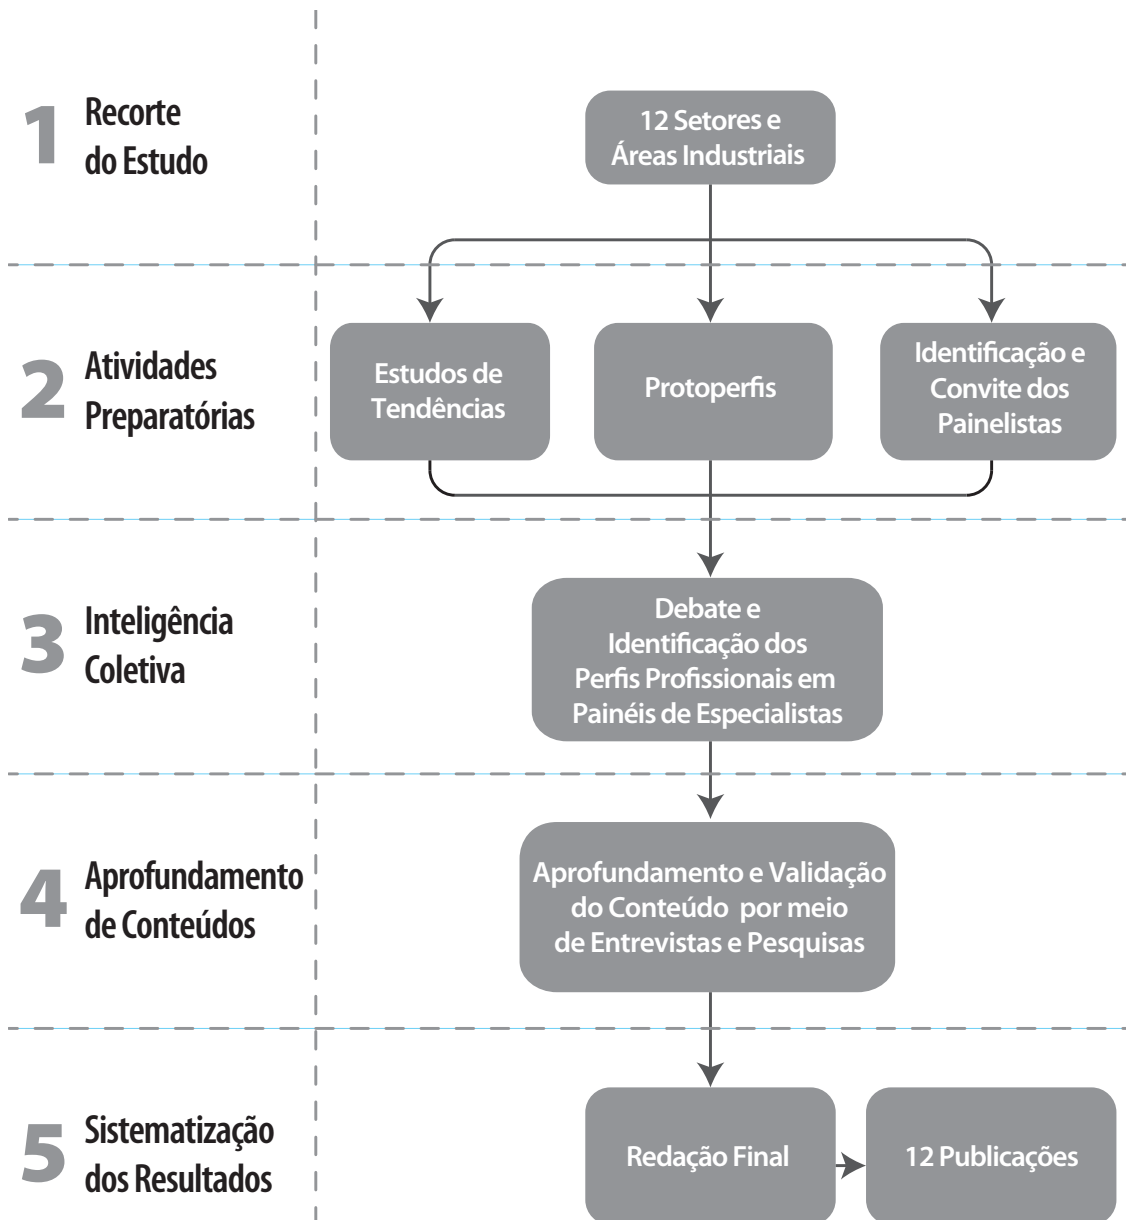 1
Recorte
do Estudo
12 Setores e
Áreas Industriais
2
Atividades
Preparatórias
Estudos de
Tendências
Protoperfis
Identificação e
Convite dos
Painelistas
3
Inteligência
Coletiva
Debate e
Identificação dos
Perfis Profissionais em
Painéis de Especialistas
4
Aprofundamento
de Conteúdos
Aprofundamento e Validação
do Conteúdo por meio
de Entrevistas e Pesquisas
5
Sistematização
dos Resultados
Redação Final
12 Publicações